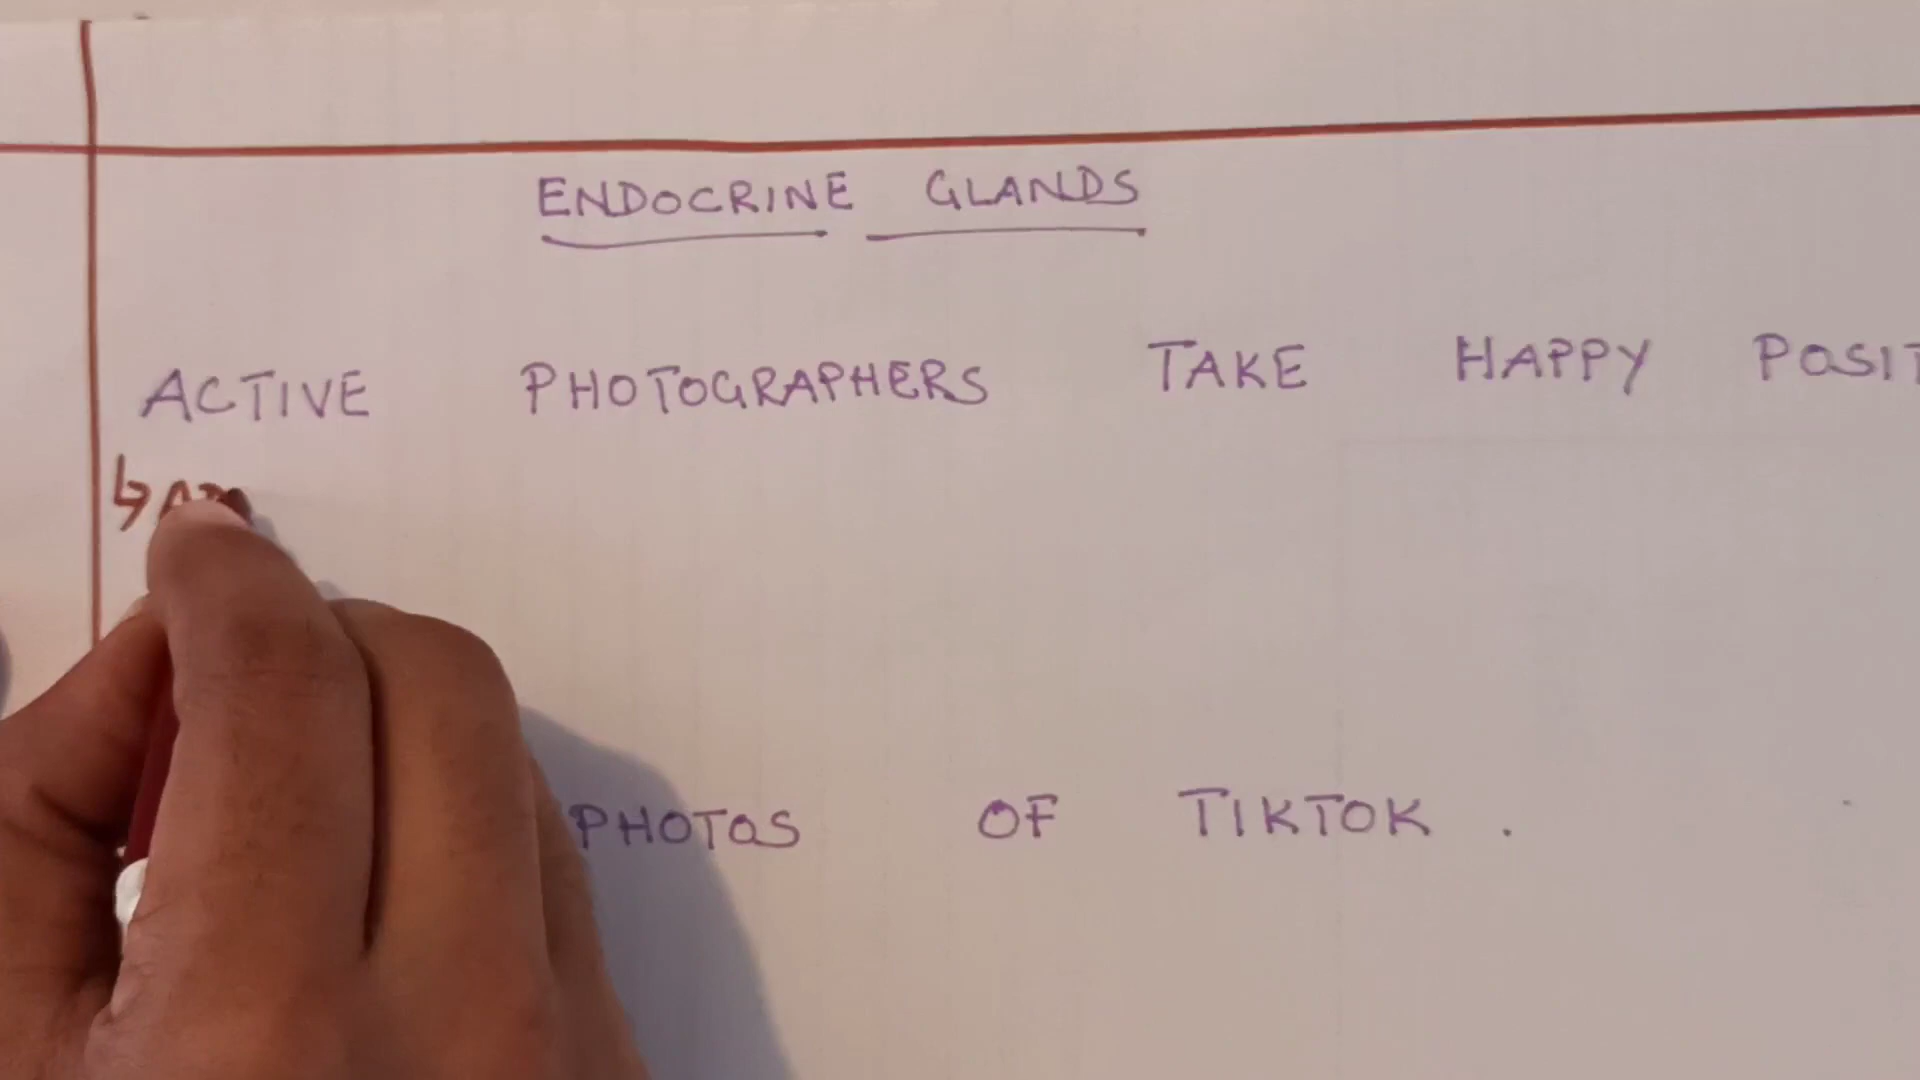 ENDOCRINE GLANDS
ACTIVE PHOTOGRAPHERS TAKE HAPPY POSIT
PHOTOS OF TIKTOK .